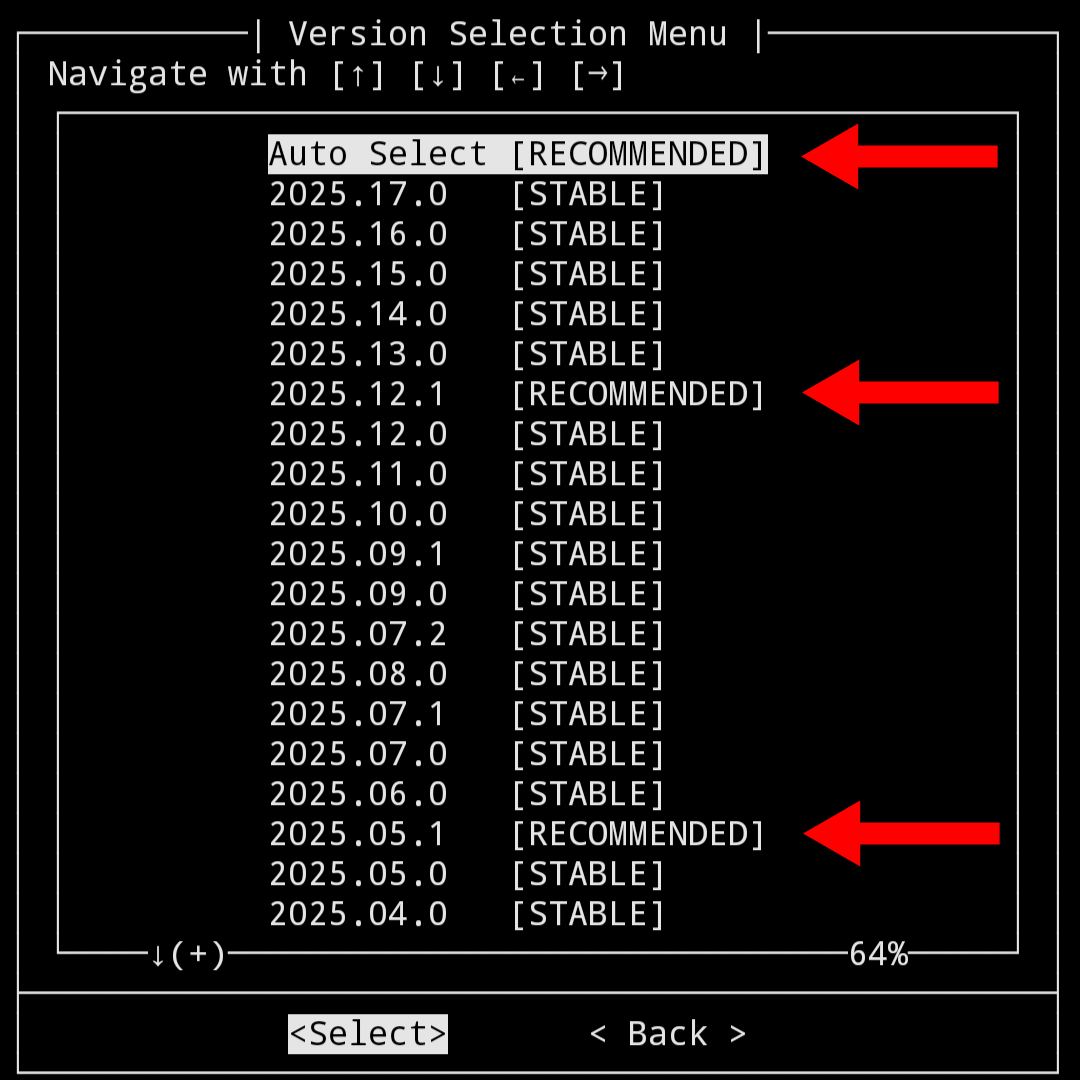 | Version Selection Menu |
Navigate with [↑] [↓] [←] [→]
Auto Select [RECOMMENDED]
2025.17.0 [STABLE]
2025.16.0 [STABLE]
2025.15.0 [STABLE]
2025.14.0 [STABLE]
2025.13.0 [STABLE]
2025.12.1 [RECOMMENDED]
2025.12.0 [STABLE]
2025.11.0 [STABLE]
2025.10.0 [STABLE]
2025.09.1 [STABLE]
2025.09.0 [STABLE]
2025.07.2 [STABLE]
2025.08.0 [STABLE]
2025.07.1 [STABLE]
2025.07.0 [STABLE]
2025.06.0 [STABLE]
2025.05.1 [RECOMMENDED]
2025.05.0 [STABLE]
2025.04.0 [STABLE]
↓(+) 64%
<Select> < Back >